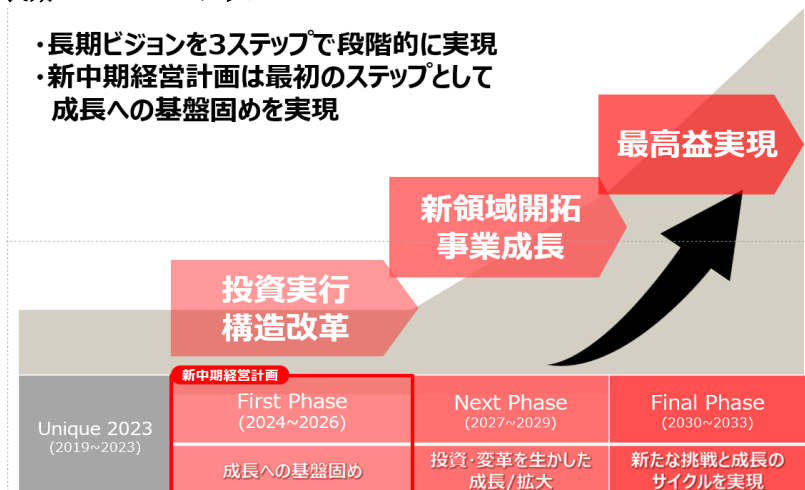 ・長期ビジョンを3ステップで段階的に実現
・新中期経営計画は最初のステップとして
成長への基盤固めを実現
最高益実現
新領域開拓
事業成長
投資実行
構造改革
新中期経営計画
Unique 2023
(2019~2023)
First Phase
(2024~2026)
成長への基盤固め
Next Phase
(2027~2029)
投資・変革を生かした
成長/拡大
Final Phase
(2030~2033)
新たな挑戦と成長の
サイクルを実現